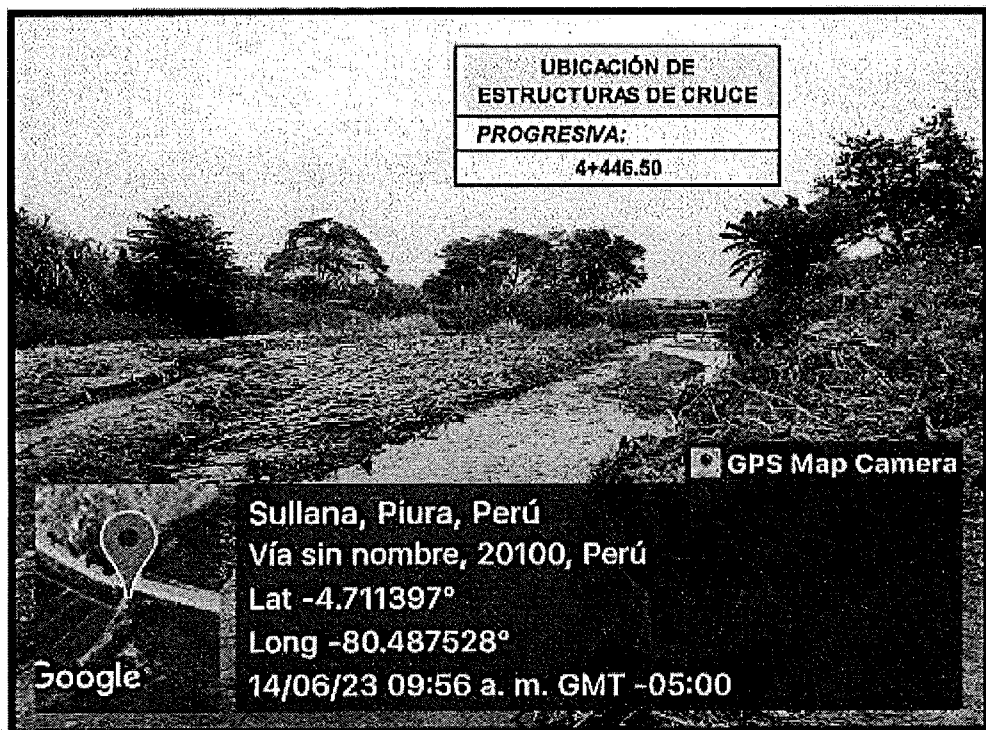 UBICACIÓN DE
ESTRUCTURAS DE CRUCE
PROGRESIVA:
4+446.50
GPS Map Camera
Sullana, Piura, Perú
Vía sin nombre, 20100, Perú
Lat -4.711397°
Long -80.487528°
14/06/23 09:56 a. m. GMT -05:00
Google